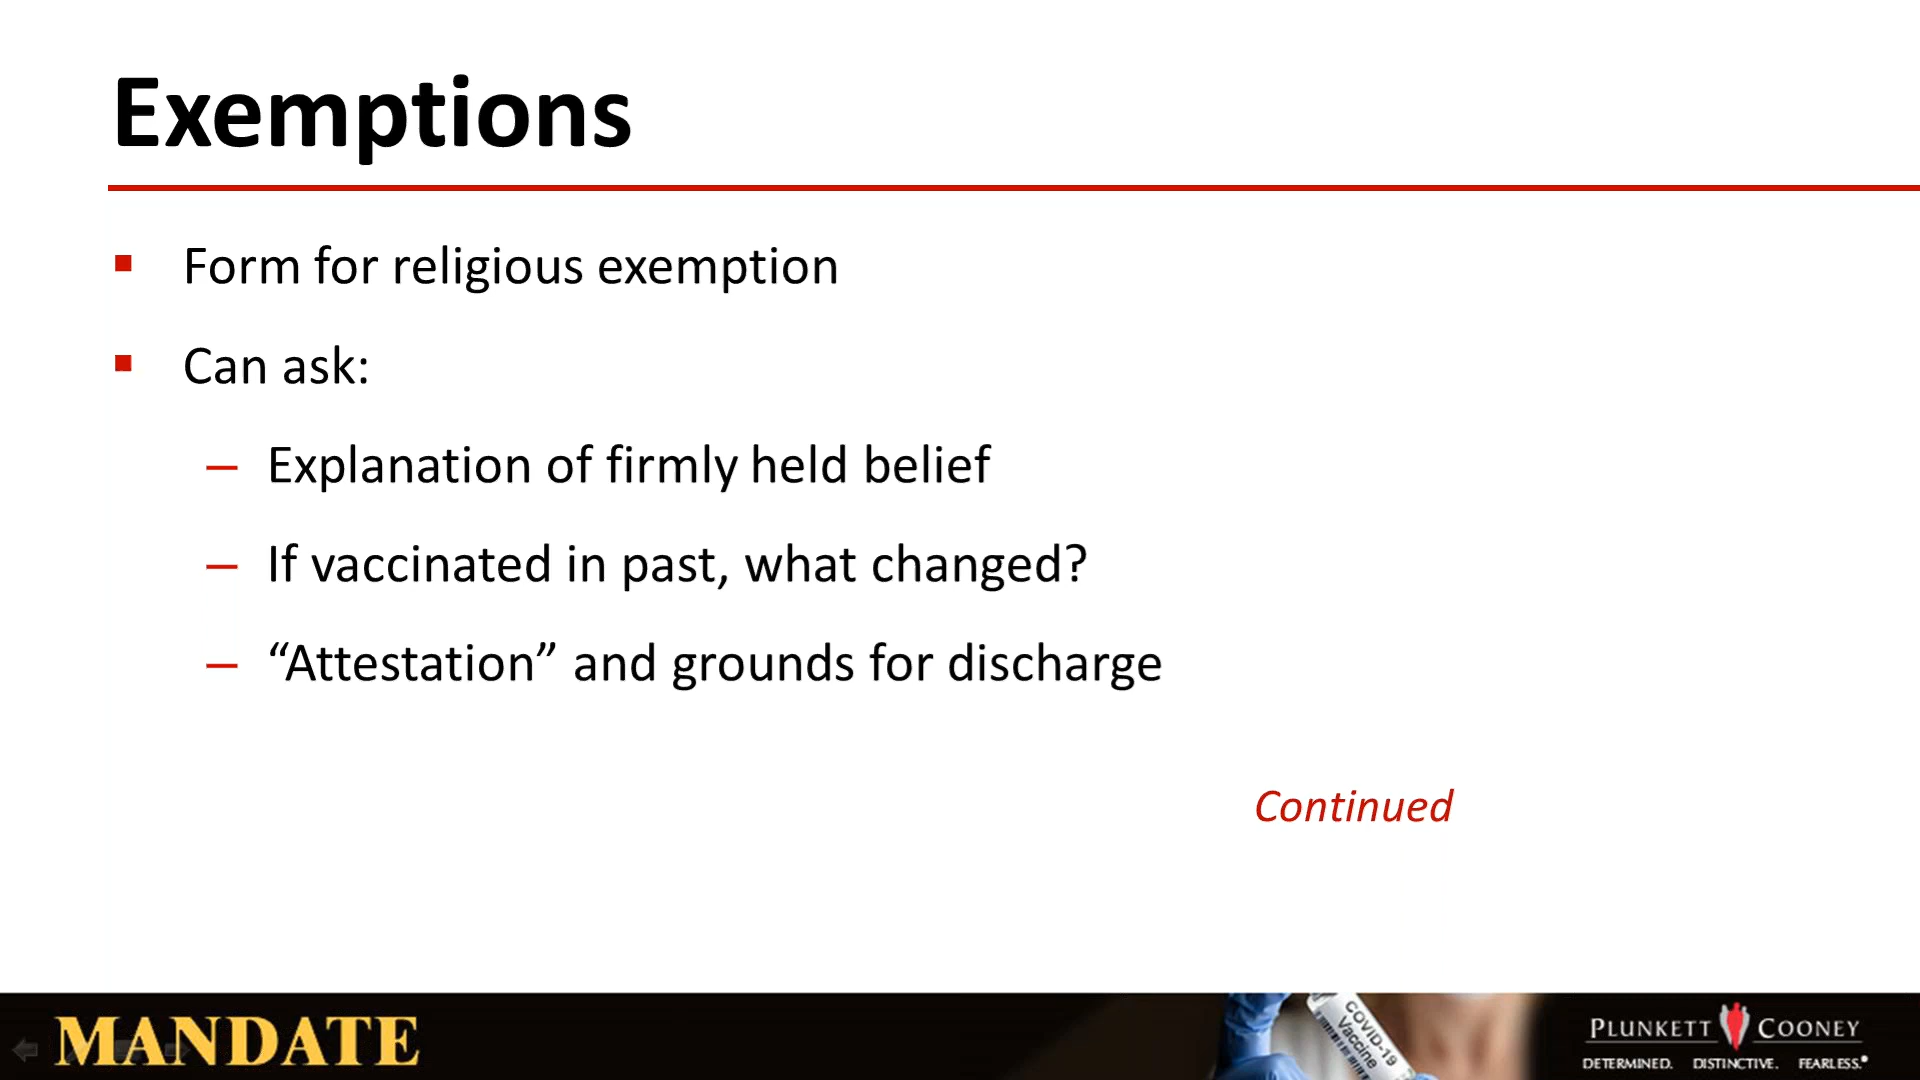 Exemptions
▪ Form for religious exemption
▪ Can ask:
– Explanation of firmly held belief
– If vaccinated in past, what changed?
– “Attestation” and grounds for discharge
Continued
MANDATE
COVID-19
Vaccine
PLUNKETT COONEY
DETERMINED. DISTINCTIVE. FEARLESS.